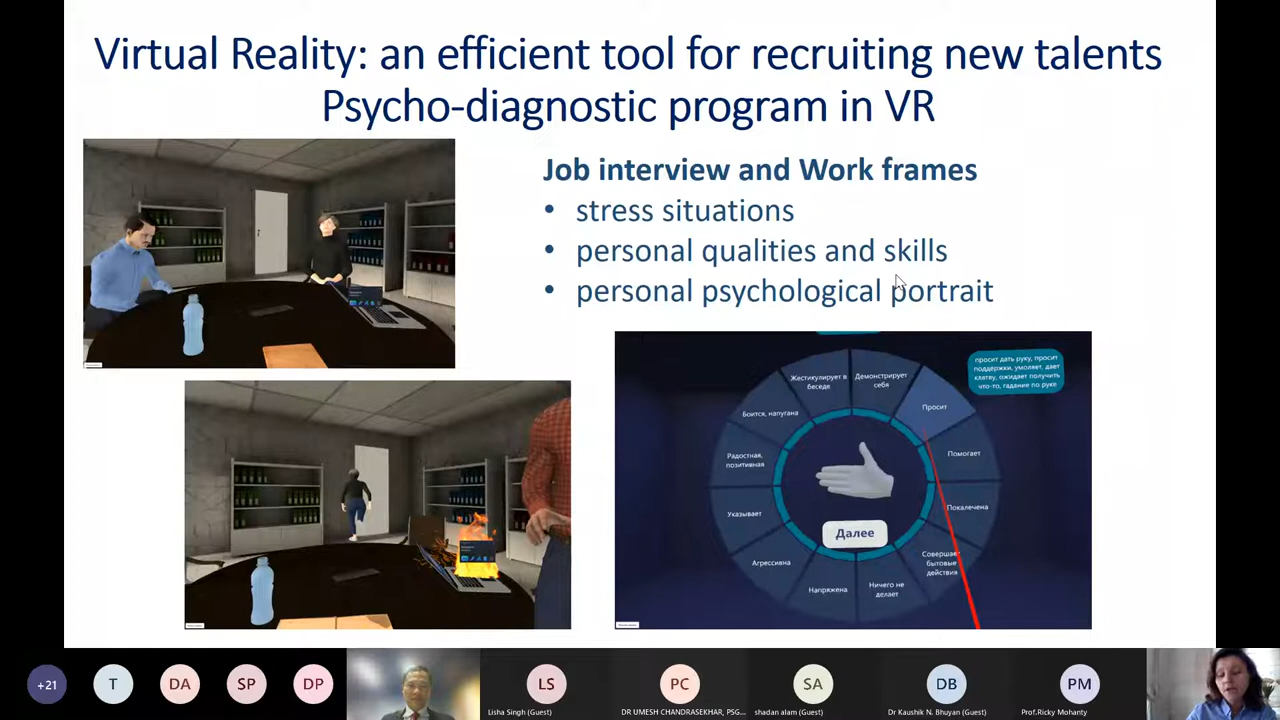 Virtual Reality: an efficient tool for recruiting new talents
Psycho-diagnostic program in VR
Job interview and Work frames
• stress situations
• personal qualities and skills
• personal psychological portrait
Жестикулирует в
беседе
Демонстрирует
себя
Просит
Помогает
Покалечена
Совершает
бытовые
действия
Ничего не
делает
Напряжена
Агрессивна
Указывает
Радостная,
позитивная
Боится, напугана
Далее
просит дать руку, просит
поддержки, умоляет, дает
клятву, ожидает получить
что-то, гадание по руке
+21
T
DA
SP
DP
LS
Lisha Singh (Guest)
PC
DR UMESH CHANDRASEKHAR, PSG...
SA
shadan alam (Guest)
DB
Dr Kaushik N. Bhuyan (Guest)
PM
Prof.Ricky Mohanty